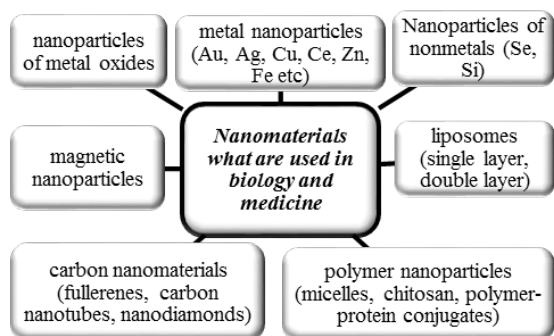 nanoparticles
of metal oxides
metal nanoparticles
(Au, Ag, Cu, Ce, Zn,
Fe etc)
Nanoparticles of
nonmetals (Se,
Si)
magnetic
nanoparticles
Nanomaterials
what are used in
biology and
medicine
liposomes
(single layer,
double layer)
carbon nanomaterials
(fullerenes, carbon
nanotubes, nanodiamonds)
polymer nanoparticles
(micelles, chitosan, polymer-
protein conjugates)